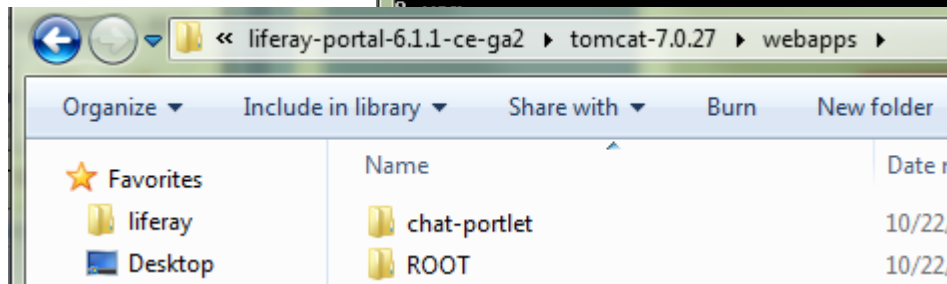 « liferay-portal-6.1.1-ce-ga2 ▸ tomcat-7.0.27 ▸ webapps ▸
Organize Include in library Share with Burn New folder
Favorites Name Date
liferay chat-portlet 10/22
Desktop ROOT 10/22